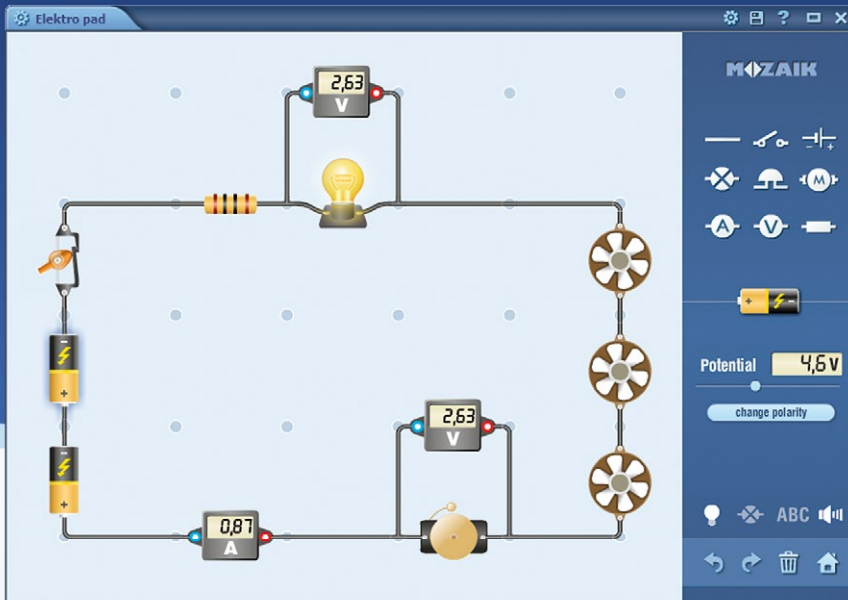 Elektro pad
?
MOZAIK
2,63
V
- +
M
A V
+ -
-
+
Potential 4,6 V
change polarity
2,63
V
-
+
0,87
A
ABC